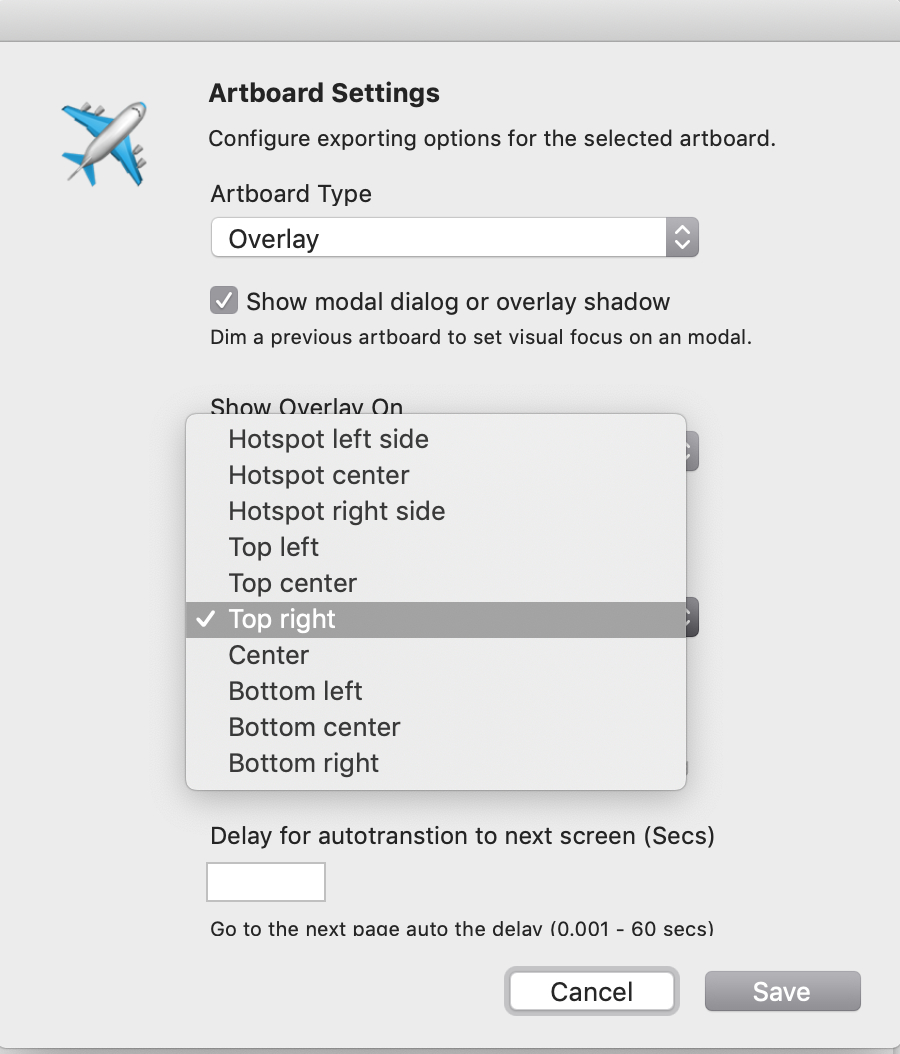 Artboard Settings
Configure exporting options for the selected artboard.
Artboard Type
Overlay
Show modal dialog or overlay shadow
Dim a previous artboard to set visual focus on an modal.
Show Overlay On
Hotspot left side
Hotspot center
Hotspot right side
Top left
Top center
Top right
Center
Bottom left
Bottom center
Bottom right
Delay for autotranstion to next screen (Secs)
Go to the next page auto the delay (0.001 - 60 secs)
Cancel
Save